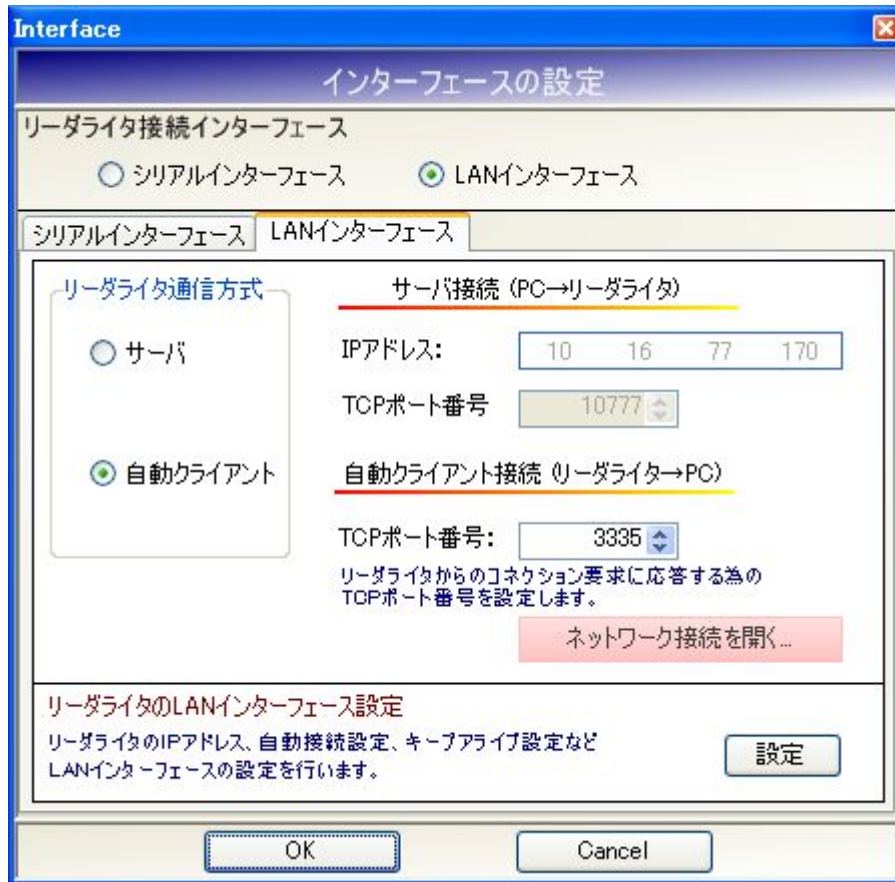 Interface
インターフェースの設定
リーダライタ接続インターフェース
シリアルインターフェース
LANインターフェース
シリアルインターフェース
LANインターフェース
リーダライタ通信方式
サーバ
自動クライアント
サーバ接続 (PC→リーダライタ)
IPアドレス:
10 16 77 170
TCPポート番号
10777
自動クライアント接続 (リーダライタ→PC)
TCPポート番号:
3335
リーダライタからのコネクション要求に応答する為の
TCPポート番号を設定します。
ネットワーク接続を開く...
リーダライタのLANインターフェース設定
リーダライタのIPアドレス、自動接続設定、キープアライブ設定など
LANインターフェースの設定を行います。
設定
OK
Cancel